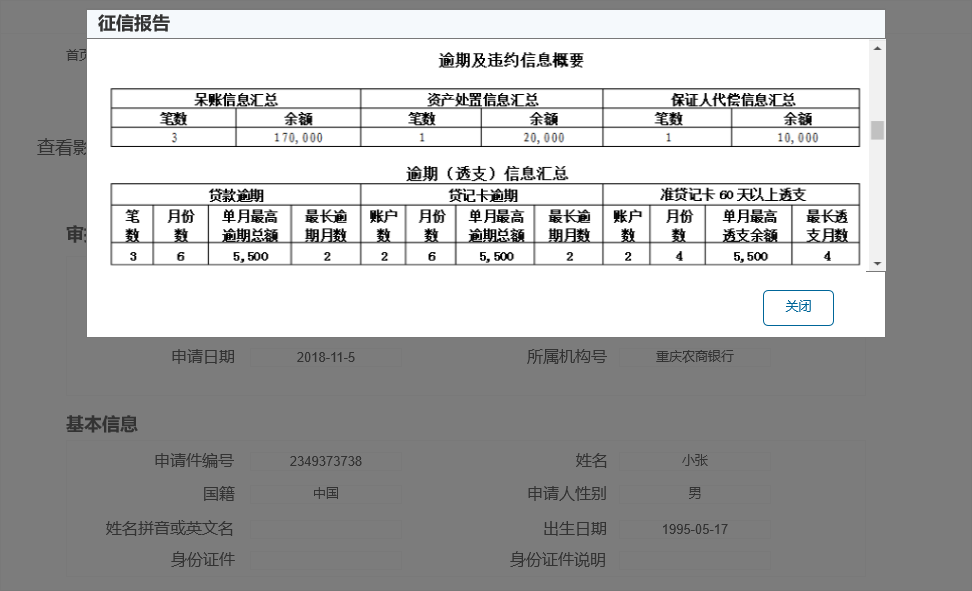 征信报告
首页
逾期及违约信息概要
呆账信息汇总 资产处置信息汇总 保证人代偿信息汇总
笔数 余额 笔数 余额 笔数 余额
3 170,000 1 20,000 1 10,000
查看影
逾期（透支）信息汇总
贷款逾期 贷记卡逾期 准贷记卡 60 天以上透支
笔数 月份数 单月最高逾期总额 最长逾期月数 账户数 月份数 单月最高逾期总额 最长逾期月数 账户数 月份数 单月最高透支余额 最长透支月数
3 6 5,500 2 2 6 5,500 2 2 4 5,500 4
关闭
申请日期 2018-11-5 所属机构号 重庆农商银行
基本信息
申请件编号 2349373738 姓名 小张
国籍 中国 申请人性别 男
姓名拼音或英文名 出生日期 1995-05-17
身份证件 身份证件说明